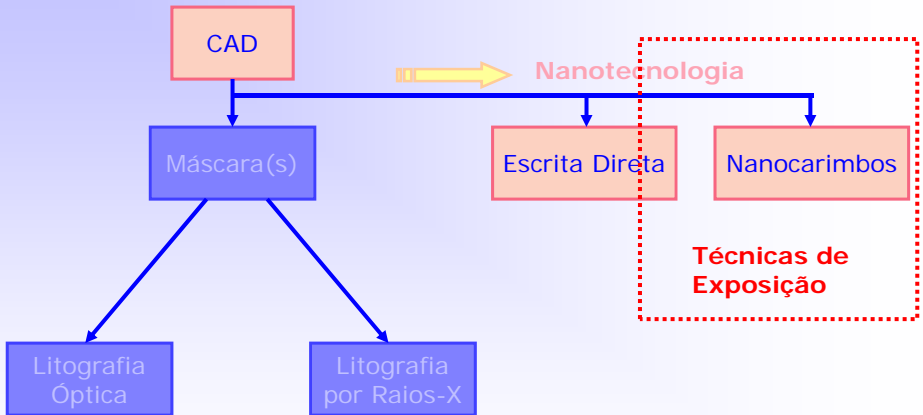 CAD
Nanotecnologia
Máscara(s)
Escrita Direta
Nanocarimbos
Técnicas de
Exposição
Litografia
Óptica
Litografia
por Raios-X